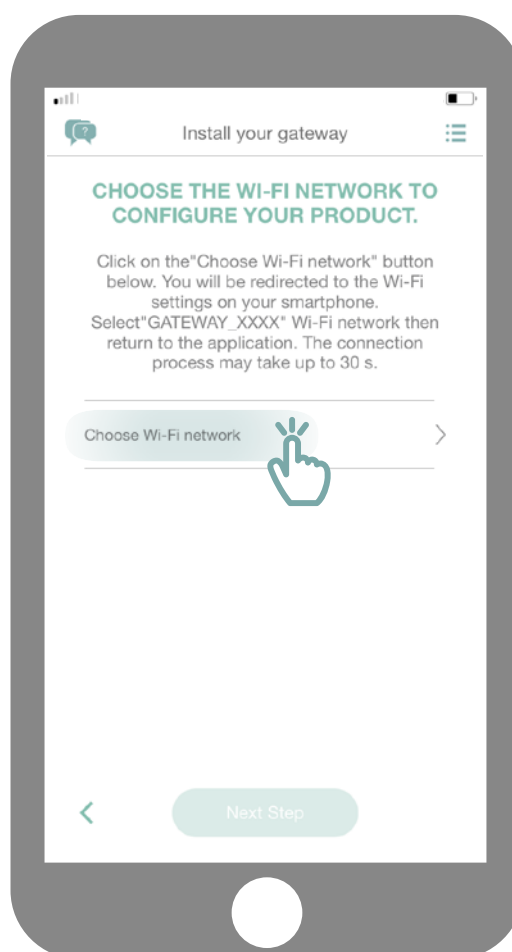 ?
Install your gateway
CHOOSE THE WI-FI NETWORK TO
CONFIGURE YOUR PRODUCT.
Click on the"Choose Wi-Fi network" button
below. You will be redirected to the Wi-Fi
settings on your smartphone.
Select"GATEWAY_XXXX" Wi-Fi network then
return to the application. The connection
process may take up to 30 s.
Choose Wi-Fi network
Next Step